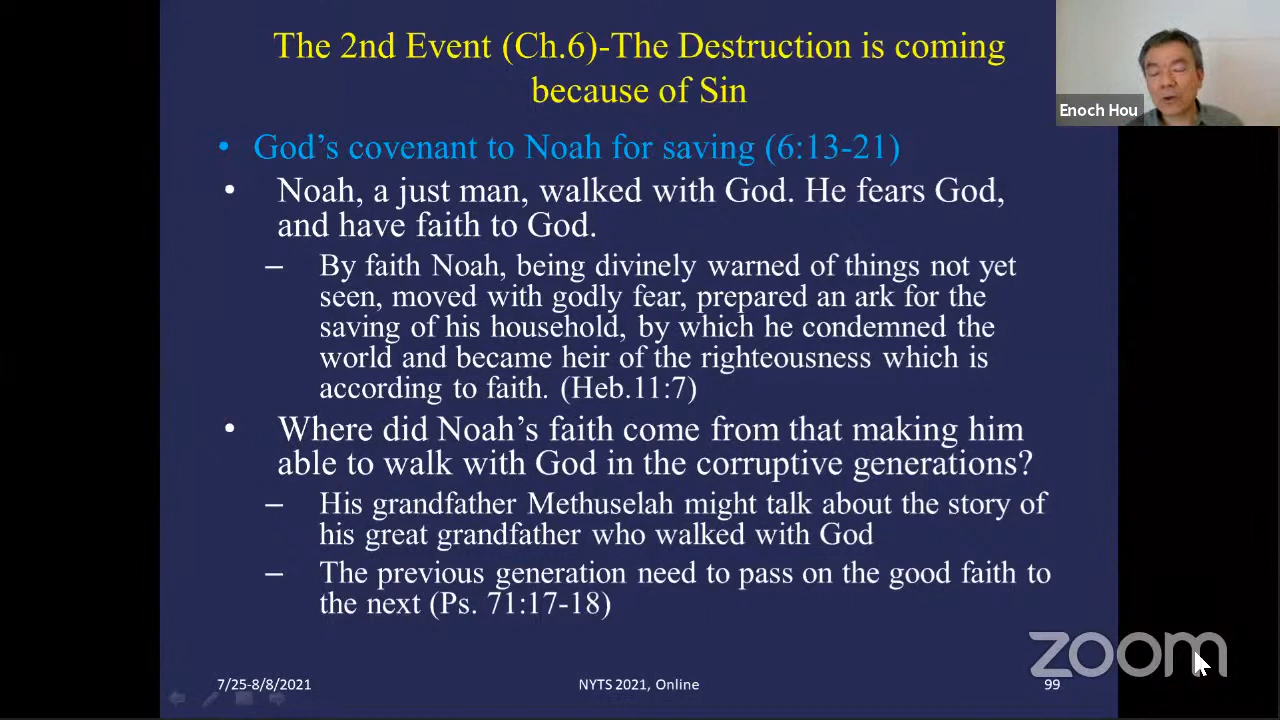 The 2nd Event (Ch.6)-The Destruction is coming
because of Sin
Enoch Hou
• God’s covenant to Noah for saving (6:13-21)
• Noah, a just man, walked with God. He fears God,
and have faith to God.
– By faith Noah, being divinely warned of things not yet
seen, moved with godly fear, prepared an ark for the
saving of his household, by which he condemned the
world and became heir of the righteousness which is
according to faith. (Heb.11:7)
• Where did Noah’s faith come from that making him
able to walk with God in the corruptive generations?
– His grandfather Methuselah might talk about the story of
his great grandfather who walked with God
– The previous generation need to pass on the good faith to
the next (Ps. 71:17-18)
zoom
7/25-8/8/2021
NYTS 2021, Online
99